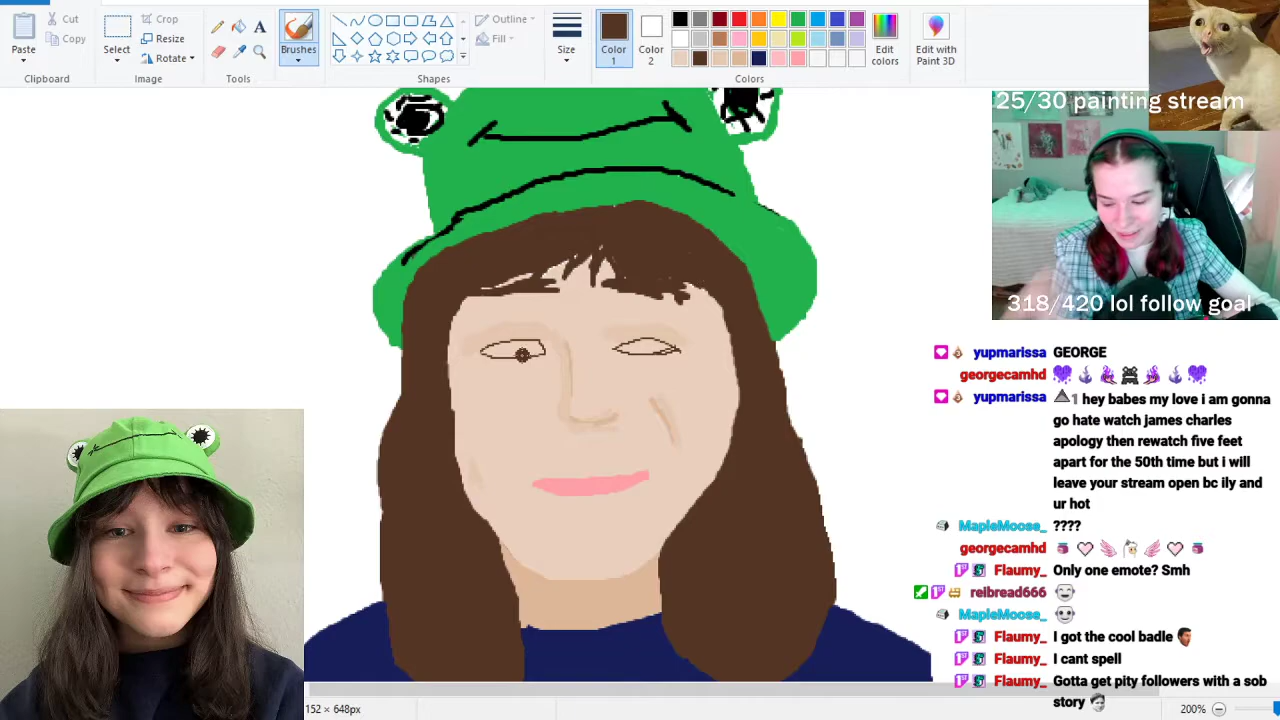 Paste
Cut
Copy
Clipboard
Select
Crop
Resize
Rotate
Image
A
Tools
Brushes
Outline
Fill
Shapes
Size
Color
1
Color
2
Edit
colors
Colors
Edit with
Paint 3D
25/30 painting stream
318/420 lol follow goal
yupmarissa GEORGE
georgecamhd
yupmarissa 1 hey babes my love i am gonna
go hate watch james charles
apology then rewatch five feet
apart for the 50th time but i will
leave your stream open bc ily and
ur hot
MapleMoose_ ????
georgecamhd
Flaumy_ Only one emote? Smh
relbread666
MapleMoose_
Flaumy_ I got the cool badle
Flaumy_ I cant spell
Flaumy_ Gotta get pity followers with a sob
story
152 × 648px
200%